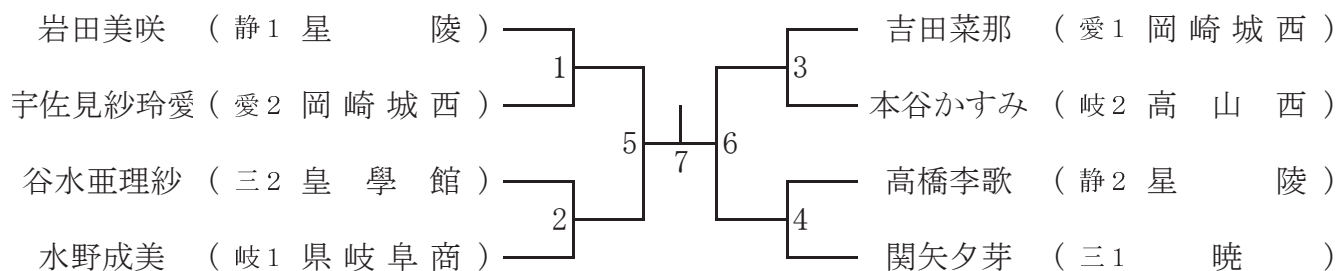 岩田美咲 ( 静1 星陵 )
宇佐見紗玲愛 ( 愛2 岡崎城西 )
谷水亜理紗 ( 三2 皇學館 )
水野成美 ( 岐1 県岐阜商 )
1
2
5
7
6
3
4
吉田菜那 ( 愛1 岡崎城西 )
本谷かすみ ( 岐2 高山西 )
高橋李歌 ( 静2 星陵 )
関矢夕芽 ( 三1 暁 )